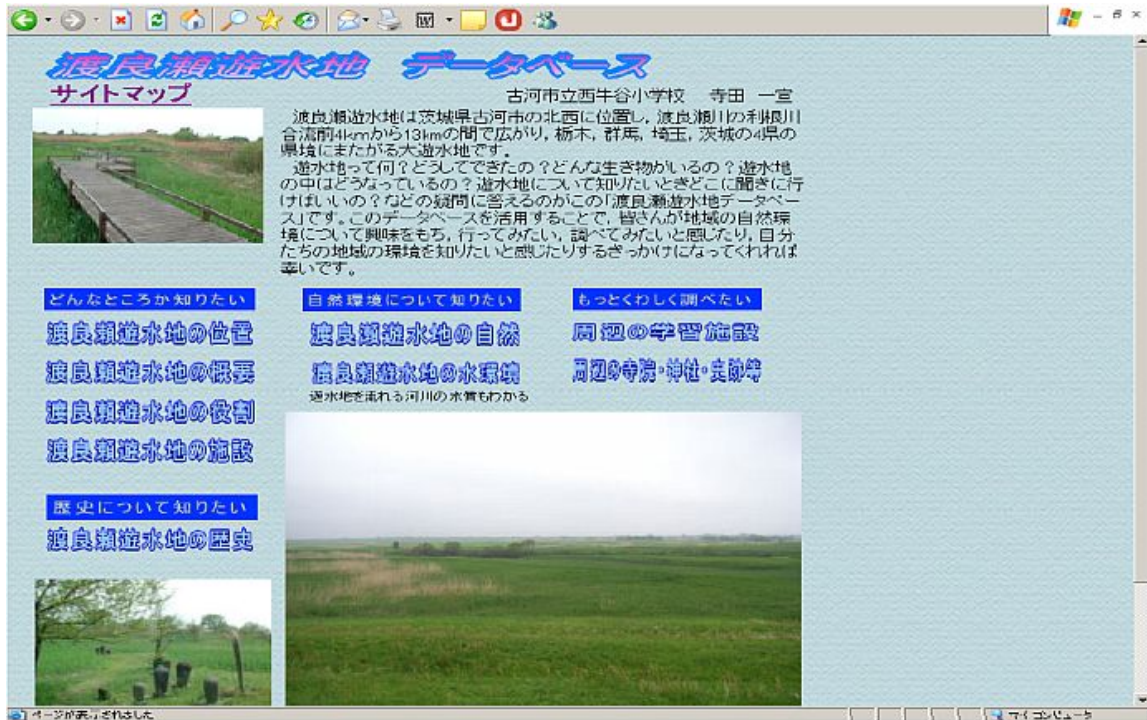 渡良瀬遊水地 データベース
サイトマップ
古河市立西牛谷小学校 寺田 一宣
渡良瀬遊水地は茨城県古河市の北西に位置し, 渡良瀬川の利根川
合流前4kmから13kmの間で広がり, 栃木, 群馬, 埼玉, 茨城の4県の
県境にまたがる大遊水地です。
遊水地って何?どうしてできたの?どんな生き物がいるの?遊水地
の中はどうなっているの?遊水地について知りたいときどこに聞きに行
けばいいの?などの疑問に答えるのがこの「渡良瀬遊水地データベー
ス」です。このデータベースを活用することで, 皆さんが地域の自然環
境について興味をもち, 行ってみたい, 調べてみたいと感じたり, 自分
たちの地域の環境を知りたいと感じたりするきっかけになってくれれば
幸いです。
どんなところか知りたい
渡良瀬遊水地の位置
渡良瀬遊水地の概要
渡良瀬遊水地の役割
渡良瀬遊水地の施設
歴史について知りたい
渡良瀬遊水地の歴史
自然環境について知りたい
渡良瀬遊水地の自然
渡良瀬遊水地の水環境
遊水地を流れる河川の水質もわかる
もっとくわしく調べたい
周辺の学習施設
周辺の寺院・神社・史跡等
ページが表示されました
マイ コンピュータ